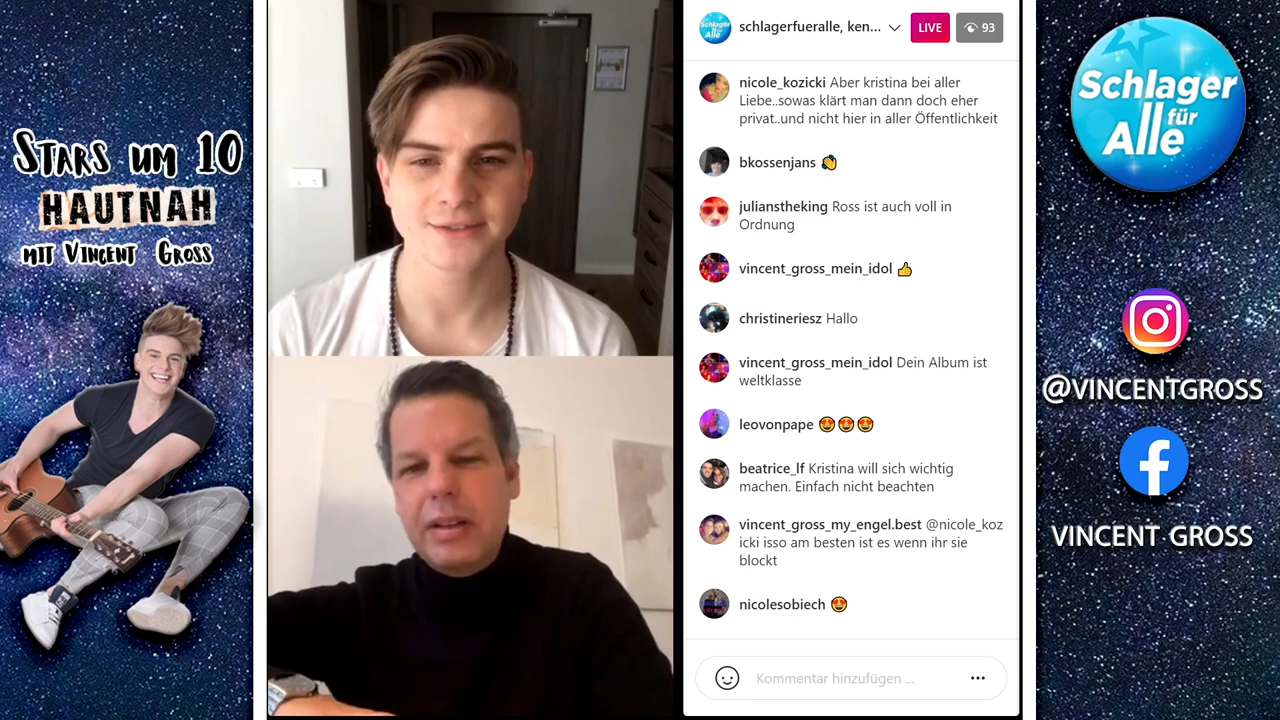 STARS UM 10
HAUTNAH
MIT VINCENT GROSS
schlagerfueralle, ken...
LIVE
93
nicole_kozicki Aber kristina bei aller
Liebe..sowas klärt man dann doch eher
privat..und nicht hier in aller Öffentlichkeit
bkossenjans 👏
julianstheking Ross ist auch voll in
Ordnung
vincent_gross_mein_idol 👍
christineriesz Hallo
vincent_gross_mein_idol Dein Album ist
weltklasse
leovonpape 😍😍😍
beatrice_lf Kristina will sich wichtig
machen. Einfach nicht beachten
vincent_gross_my_engel.best @nicole_koz
icki isso am besten ist es wenn ihr sie
blockt
nicolesobiech 😍
Kommentar hinzufügen ...
Schlager
für
Alle
@VINCENTGROSS
VINCENT GROSS